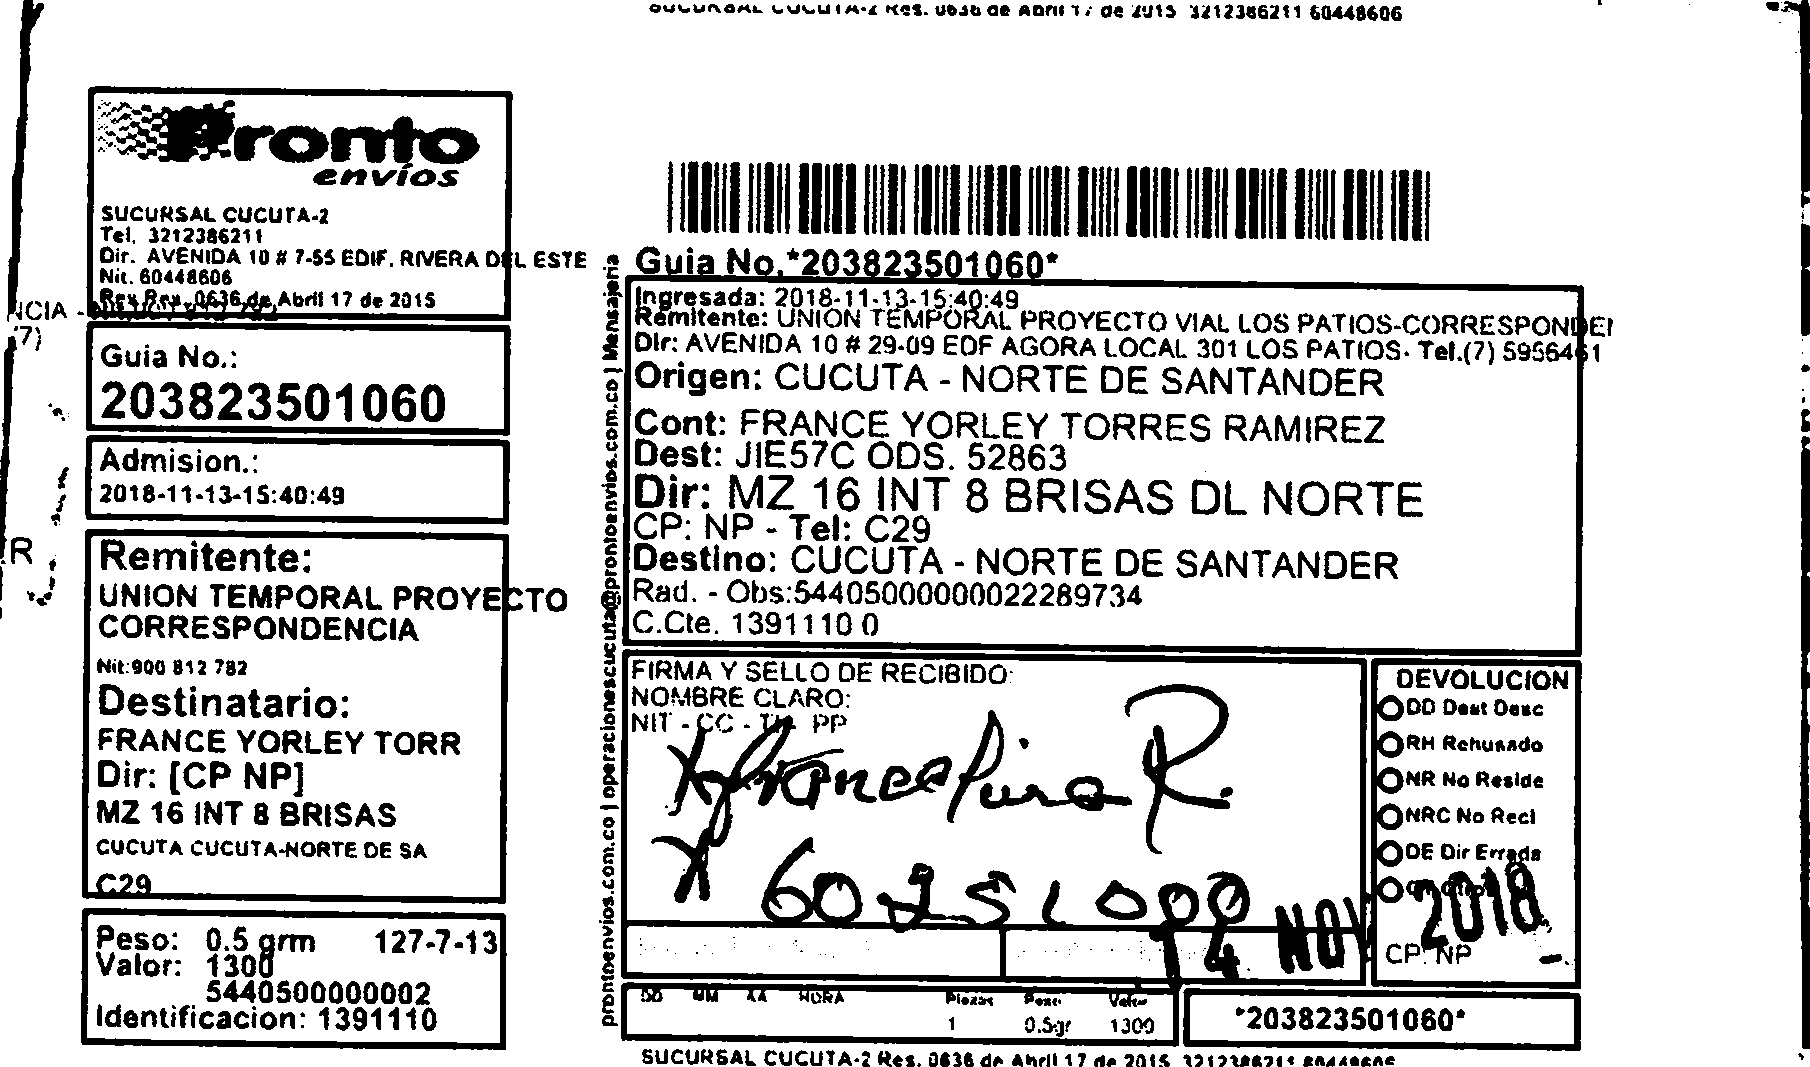 SUCURSAL CUCUTA-2 Res. 0636 de Abril 17 de 2015 3212386211 60448606
Pronto
envíos
SUCURSAL CUCUTA-2
Tel. 3212386211
Dir. AVENIDA 10 # 7-55 EDIF. RIVERA DEL ESTE
Nit. 60448606
Res 0636 de Abril 17 de 2015
NCIA -
(7)
R
Guia No.:
203823501060
Admision.:
2018-11-13-15:40:49
Remitente:
UNION TEMPORAL PROYECTO
CORRESPONDENCIA
Nit:900 812 782
Destinatario:
FRANCE YORLEY TORR
Dir: [CP NP]
MZ 16 INT 8 BRISAS
CUCUTA CUCUTA-NORTE DE SA
C29
Peso: 0.5 grm 127-7-13
Valor: 1300
5440500000002
Identificacion: 1391110
prontoenvios.com.co | operacionescucuta@prontoenvios.com.co | Mensajeria
Guia No.*203823501060*
Ingresada: 2018-11-13-15:40:49
Remitente: UNION TEMPORAL PROYECTO VIAL LOS PATIOS-CORRESPONDE
Dir: AVENIDA 10 # 29-09 EDF AGORA LOCAL 301 LOS PATIOS- Tel.(7) 5956461
Origen: CUCUTA - NORTE DE SANTANDER
Cont: FRANCE YORLEY TORRES RAMIREZ
Dest: JIE57C ODS. 52863
Dir: MZ 16 INT 8 BRISAS DL NORTE
CP: NP - Tel: C29
Destino: CUCUTA - NORTE DE SANTANDER
Rad. - Obs:54405000000022289734
C.Cte. 1391110 0
FIRMA Y SELLO DE RECIBIDO:
NOMBRE CLARO:
NIT - CC - TI - PP
R.
14 NOV 2018
DEVOLUCION
DD Dest Desc
RH Rehusado
NR No Reside
NRC No Recl
DE Dir Errada
CP: NP
DD MM AA HORA Piezas Peso Valor
1 0.5gr 1300
*203823501060*
SUCURSAL CUCUTA-2 Res. 0636 de Abril 17 de 2015 3212386211 60448606